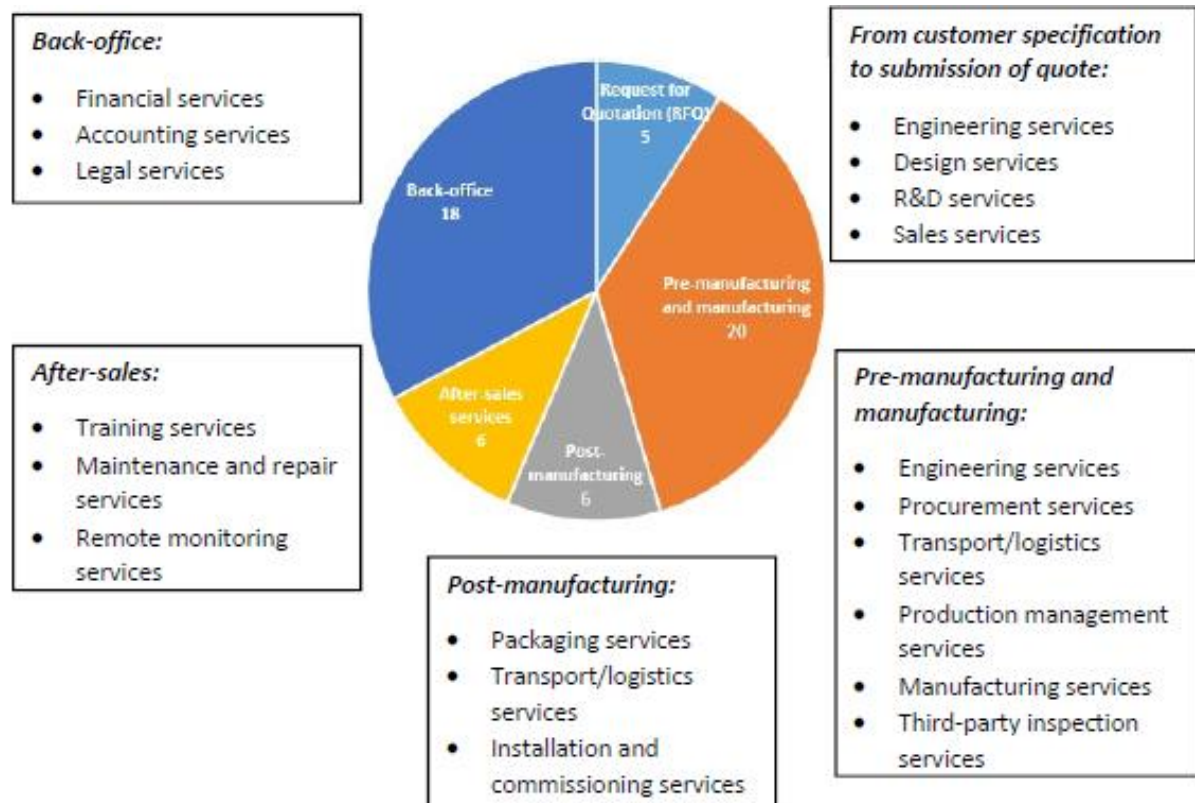 Back-office:
• Financial services
• Accounting services
• Legal services
From customer specification
to submission of quote:
• Engineering services
• Design services
• R&D services
• Sales services
Request for
Quotation (RFQ)
5
Back-office
18
Pre-manufacturing
and manufacturing
20
After-sales
services
6
Post-
manufacturing
6
After-sales:
• Training services
• Maintenance and repair
services
• Remote monitoring
services
Pre-manufacturing and
manufacturing:
• Engineering services
• Procurement services
• Transport/logistics
services
• Production management
services
• Manufacturing services
• Third-party inspection
services
Post-manufacturing:
• Packaging services
• Transport/logistics
services
• Installation and
commissioning services